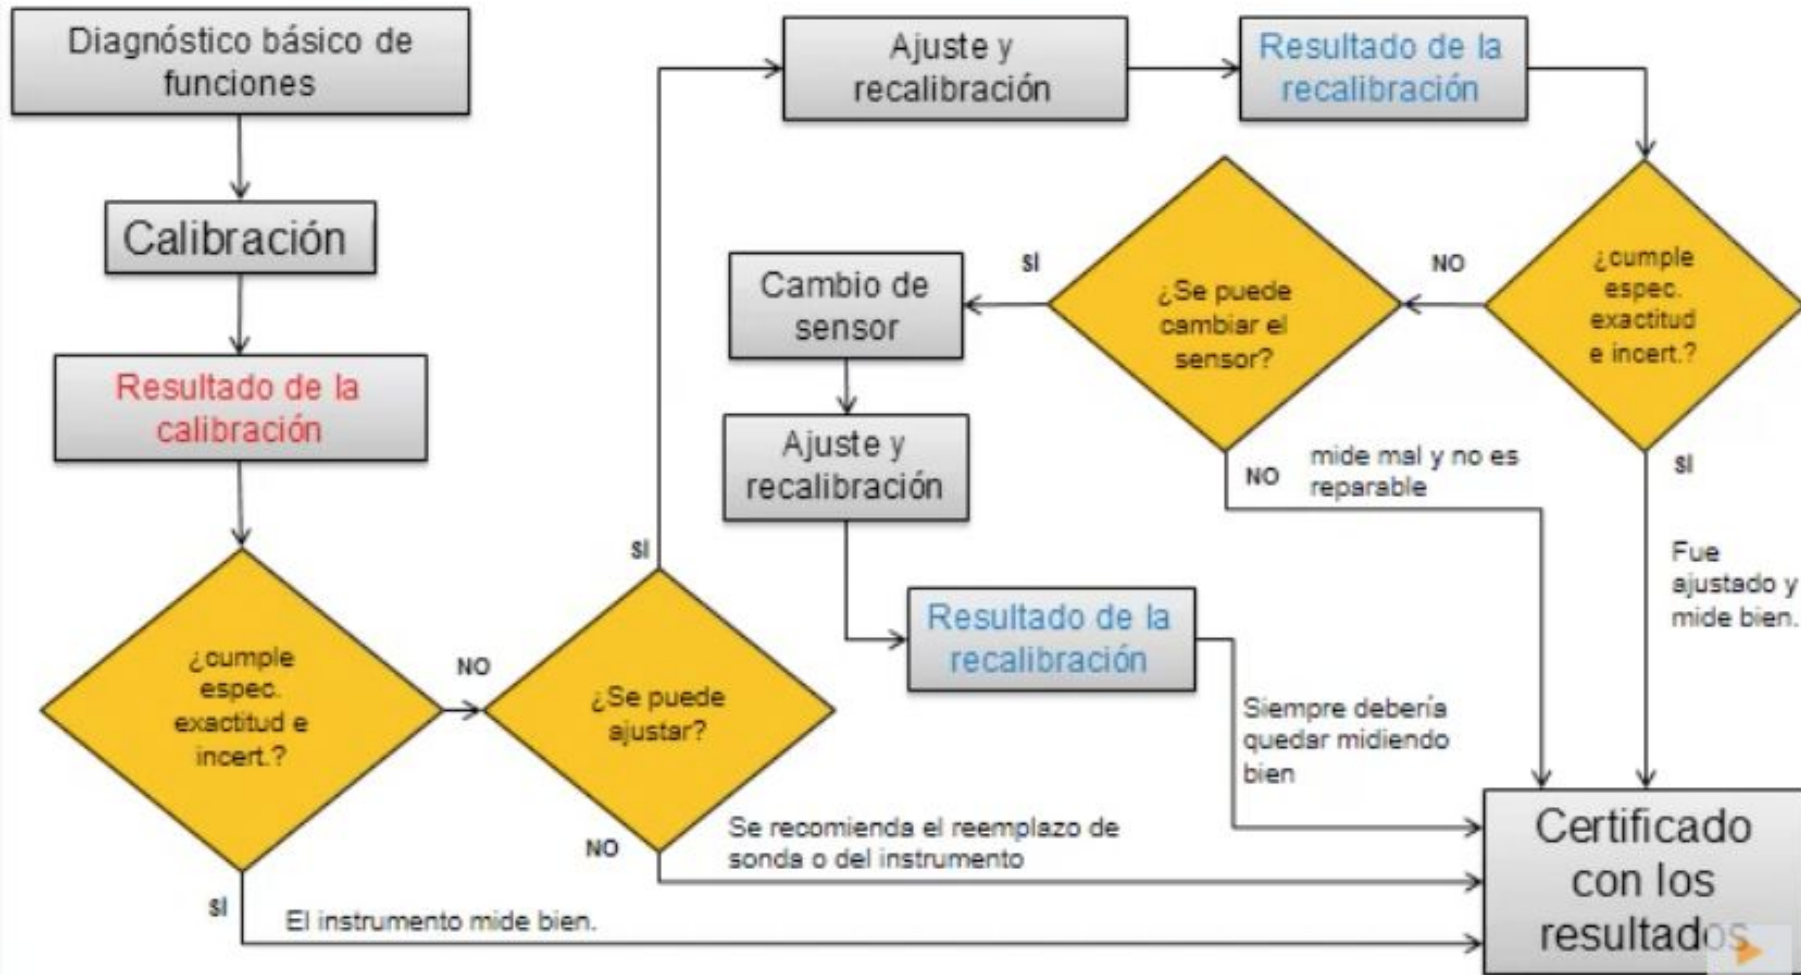 Diagnóstico básico de
funciones
Calibración
Resultado de la
calibración
¿cumple
espec.
exactitud e
incert.?
SI
El instrumento mide bien.
NO
¿Se puede
ajustar?
NO
Se recomienda el reemplazo de
sonda o del instrumento
SI
Ajuste y
recalibración
Resultado de la
recalibración
¿cumple
espec.
exactitud
e incert.?
SI
Fue
ajustado y
mide bien.
NO
¿Se puede
cambiar el
sensor?
NO
mide mal y no es
reparable
SI
Cambio de
sensor
Ajuste y
recalibración
Resultado de la
recalibración
Siempre debería
quedar midiendo
bien
Certificado
con los
resultados